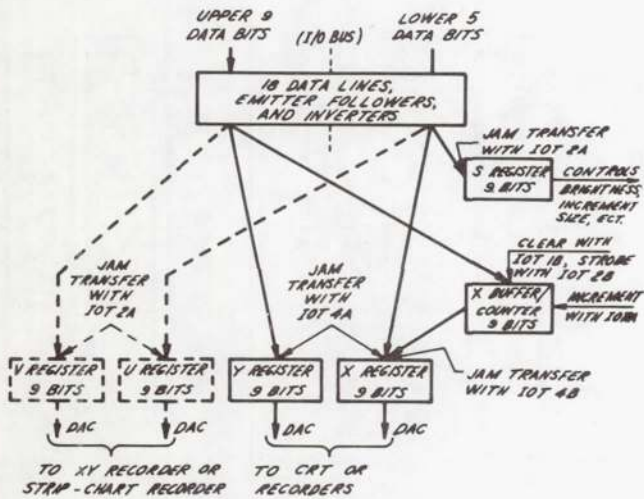 UPPER 9
DATA BITS
(I/O BUS)
LOWER 5
DATA BITS
18 DATA LINES,
EMITTER FOLLOWERS,
AND INVERTERS
JAM TRANSFER
WITH IOT 2A
S REGISTER
9 BITS
CONTROLS
BRIGHTNESS,
INCREMENT
SIZE, ECT.
CLEAR WITH
IOT 1B, STROBE
WITH IOT 2B
X BUFFER/
COUNTER
9 BITS
INCREMENT
WITH
JAM
TRANSFER
WITH
IOT 2A
JAM
TRANSFER
WITH
IOT 4A
V REGISTER
9 BITS
U REGISTER
9 BITS
Y REGISTER
9 BITS
X REGISTER
9 BITS
JAM TRANSFER
WITH IOT 4B
DAC
DAC
DAC
DAC
TO XY RECORDER OR
STRIP-CHART RECORDER
TO CRT OR
RECORDERS